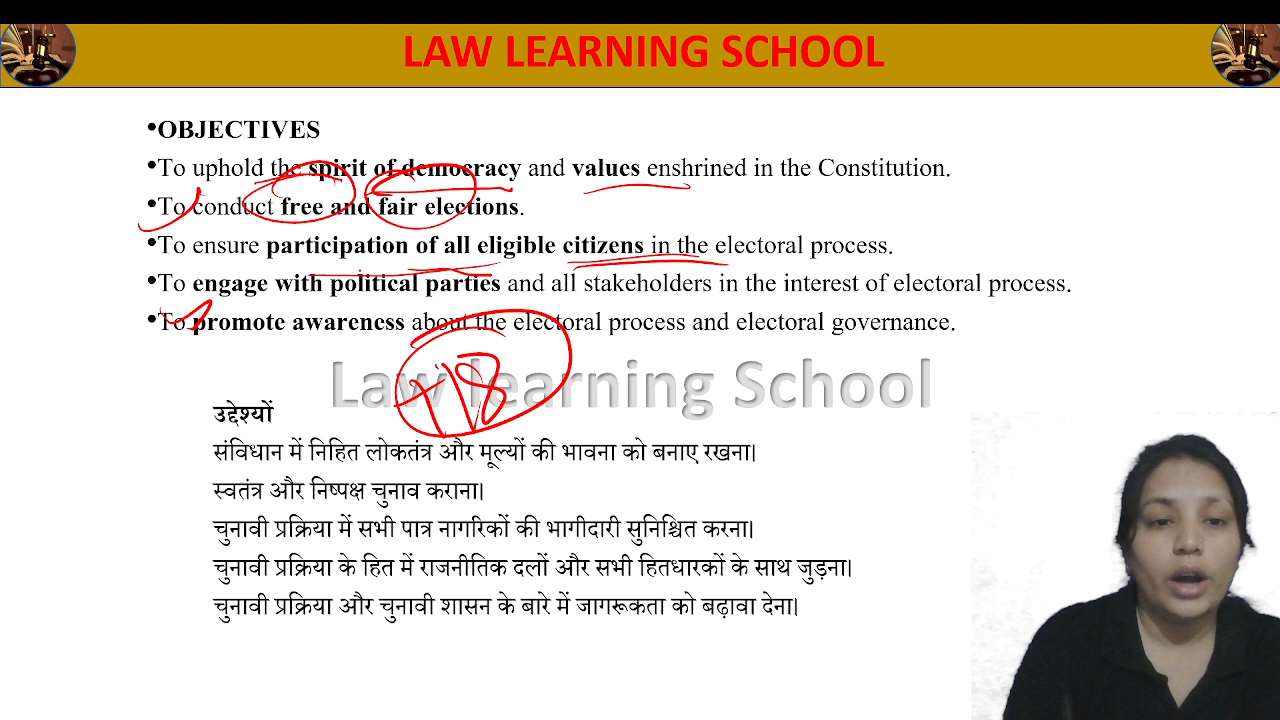 LAW LEARNING SCHOOL
•OBJECTIVES
•To uphold the spirit of democracy and values enshrined in the Constitution.
•To conduct free and fair elections.
•To ensure participation of all eligible citizens in the electoral process.
•To engage with political parties and all stakeholders in the interest of electoral process.
•To promote awareness about the electoral process and electoral governance.
+18
Law learning School
उद्देश्यों
संविधान में निहित लोकतंत्र और मूल्यों की भावना को बनाए रखना।
स्वतंत्र और निष्पक्ष चुनाव कराना।
चुनावी प्रक्रिया में सभी पात्र नागरिकों की भागीदारी सुनिश्चित करना।
चुनावी प्रक्रिया के हित में राजनीतिक दलों और सभी हितधारकों के साथ जुड़ना।
चुनावी प्रक्रिया और चुनावी शासन के बारे में जागरूकता को बढ़ावा देना।